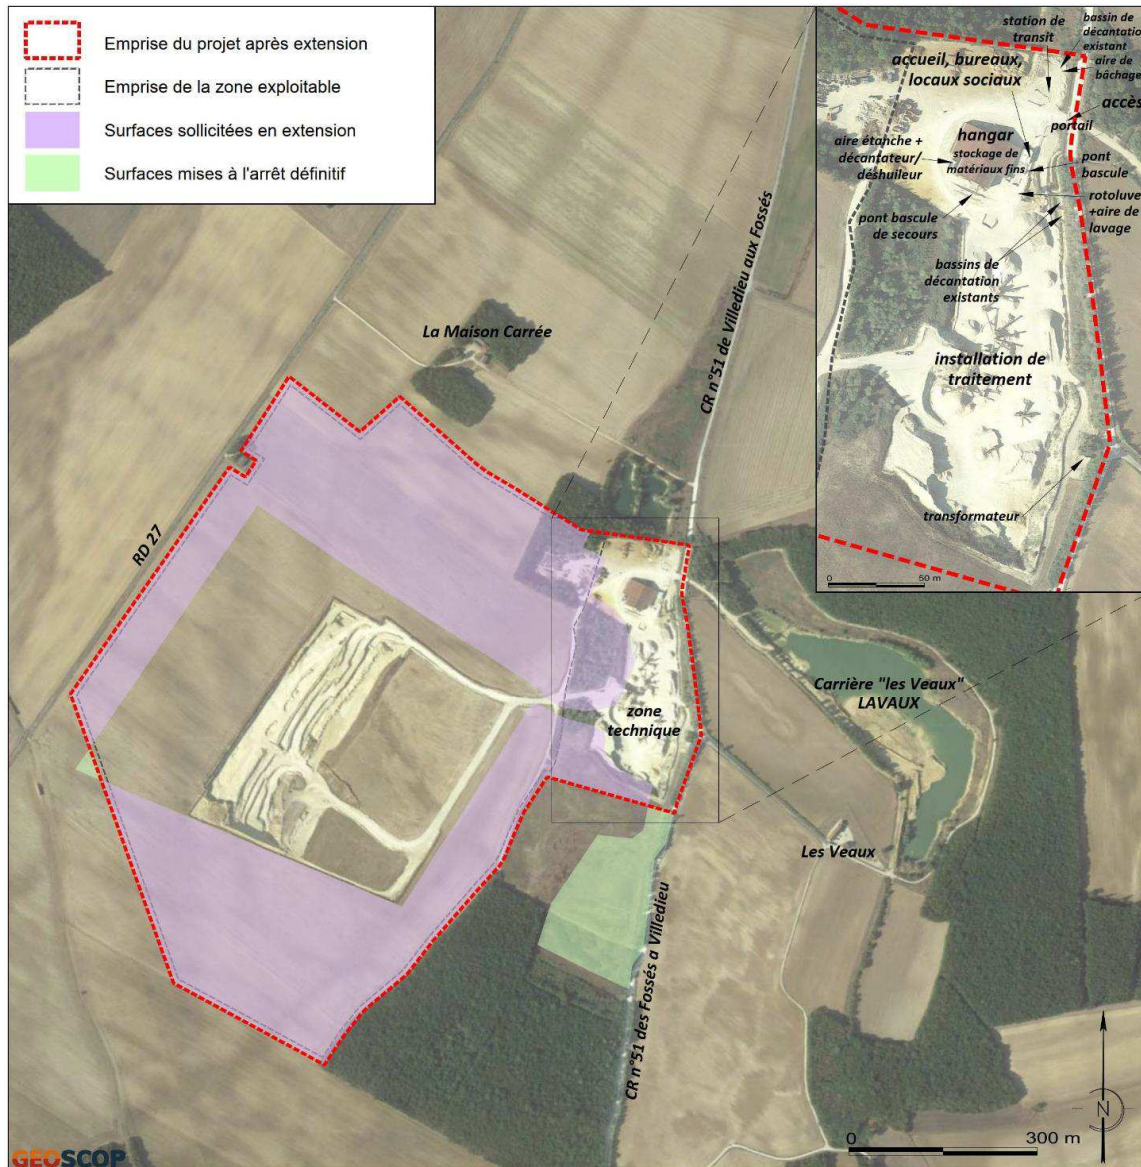 Emprise du projet après extension
Emprise de la zone exploitable
Surfaces sollicitées en extension
Surfaces mises à l'arrêt définitif
station de
transit
bassin de
décantation
existant
aire de
bâchage
accueil, bureaux,
locaux sociaux
accès
portail
hangar
stockage de
matériaux fins
aire étanche +
décantateur/
déshuileur
pont
bascule
rotoluve
+aire de
lavage
pont bascule
de secours
bassins de
décantation
existants
installation de
traitement
transformateur
0 50 m
CR n°51 de Villedieu aux Fossés
La Maison Carrée
RD 27
zone
technique
Carrière "les Veaux"
LAVAUX
Les Veaux
CR n°51 des Fossés a Villedieu
N
0 300 m
GEOSCOP